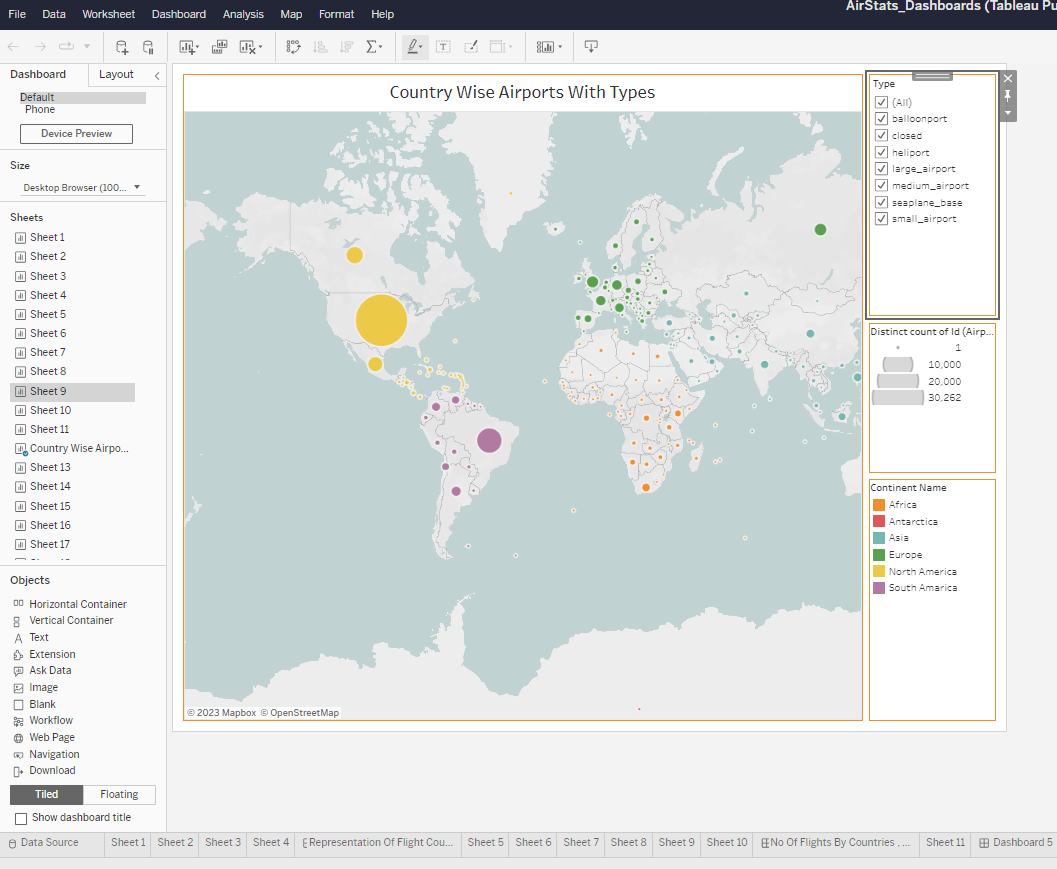 AirStats_Dashboards (Tableau Pu
File Data Worksheet Dashboard Analysis Map Format Help
Dashboard Layout
Default
Phone
Device Preview
Size
Desktop Browser (100...
Sheets
Sheet 1
Sheet 2
Sheet 3
Sheet 4
Sheet 5
Sheet 6
Sheet 7
Sheet 8
Sheet 9
Sheet 10
Sheet 11
Country Wise Airpo...
Sheet 13
Sheet 14
Sheet 15
Sheet 16
Sheet 17
Objects
Horizontal Container
Vertical Container
Text
Extension
Ask Data
Image
Blank
Workflow
Web Page
Navigation
Download
Tiled Floating
Show dashboard title
Country Wise Airports With Types
© 2023 Mapbox © OpenStreetMap
Type
(All)
balloonport
closed
heliport
large_airport
medium_airport
seaplane_base
small_airport
Distinct count of Id (Airp...
1
10,000
20,000
30,262
Continent Name
Africa
Antarctica
Asia
Europe
North America
South Amarica
Data Source Sheet 1 Sheet 2 Sheet 3 Sheet 4 Representation Of Flight Cou... Sheet 5 Sheet 6 Sheet 7 Sheet 8 Sheet 9 Sheet 10 No Of Flights By Countries , ... Sheet 11 Dashboard 5